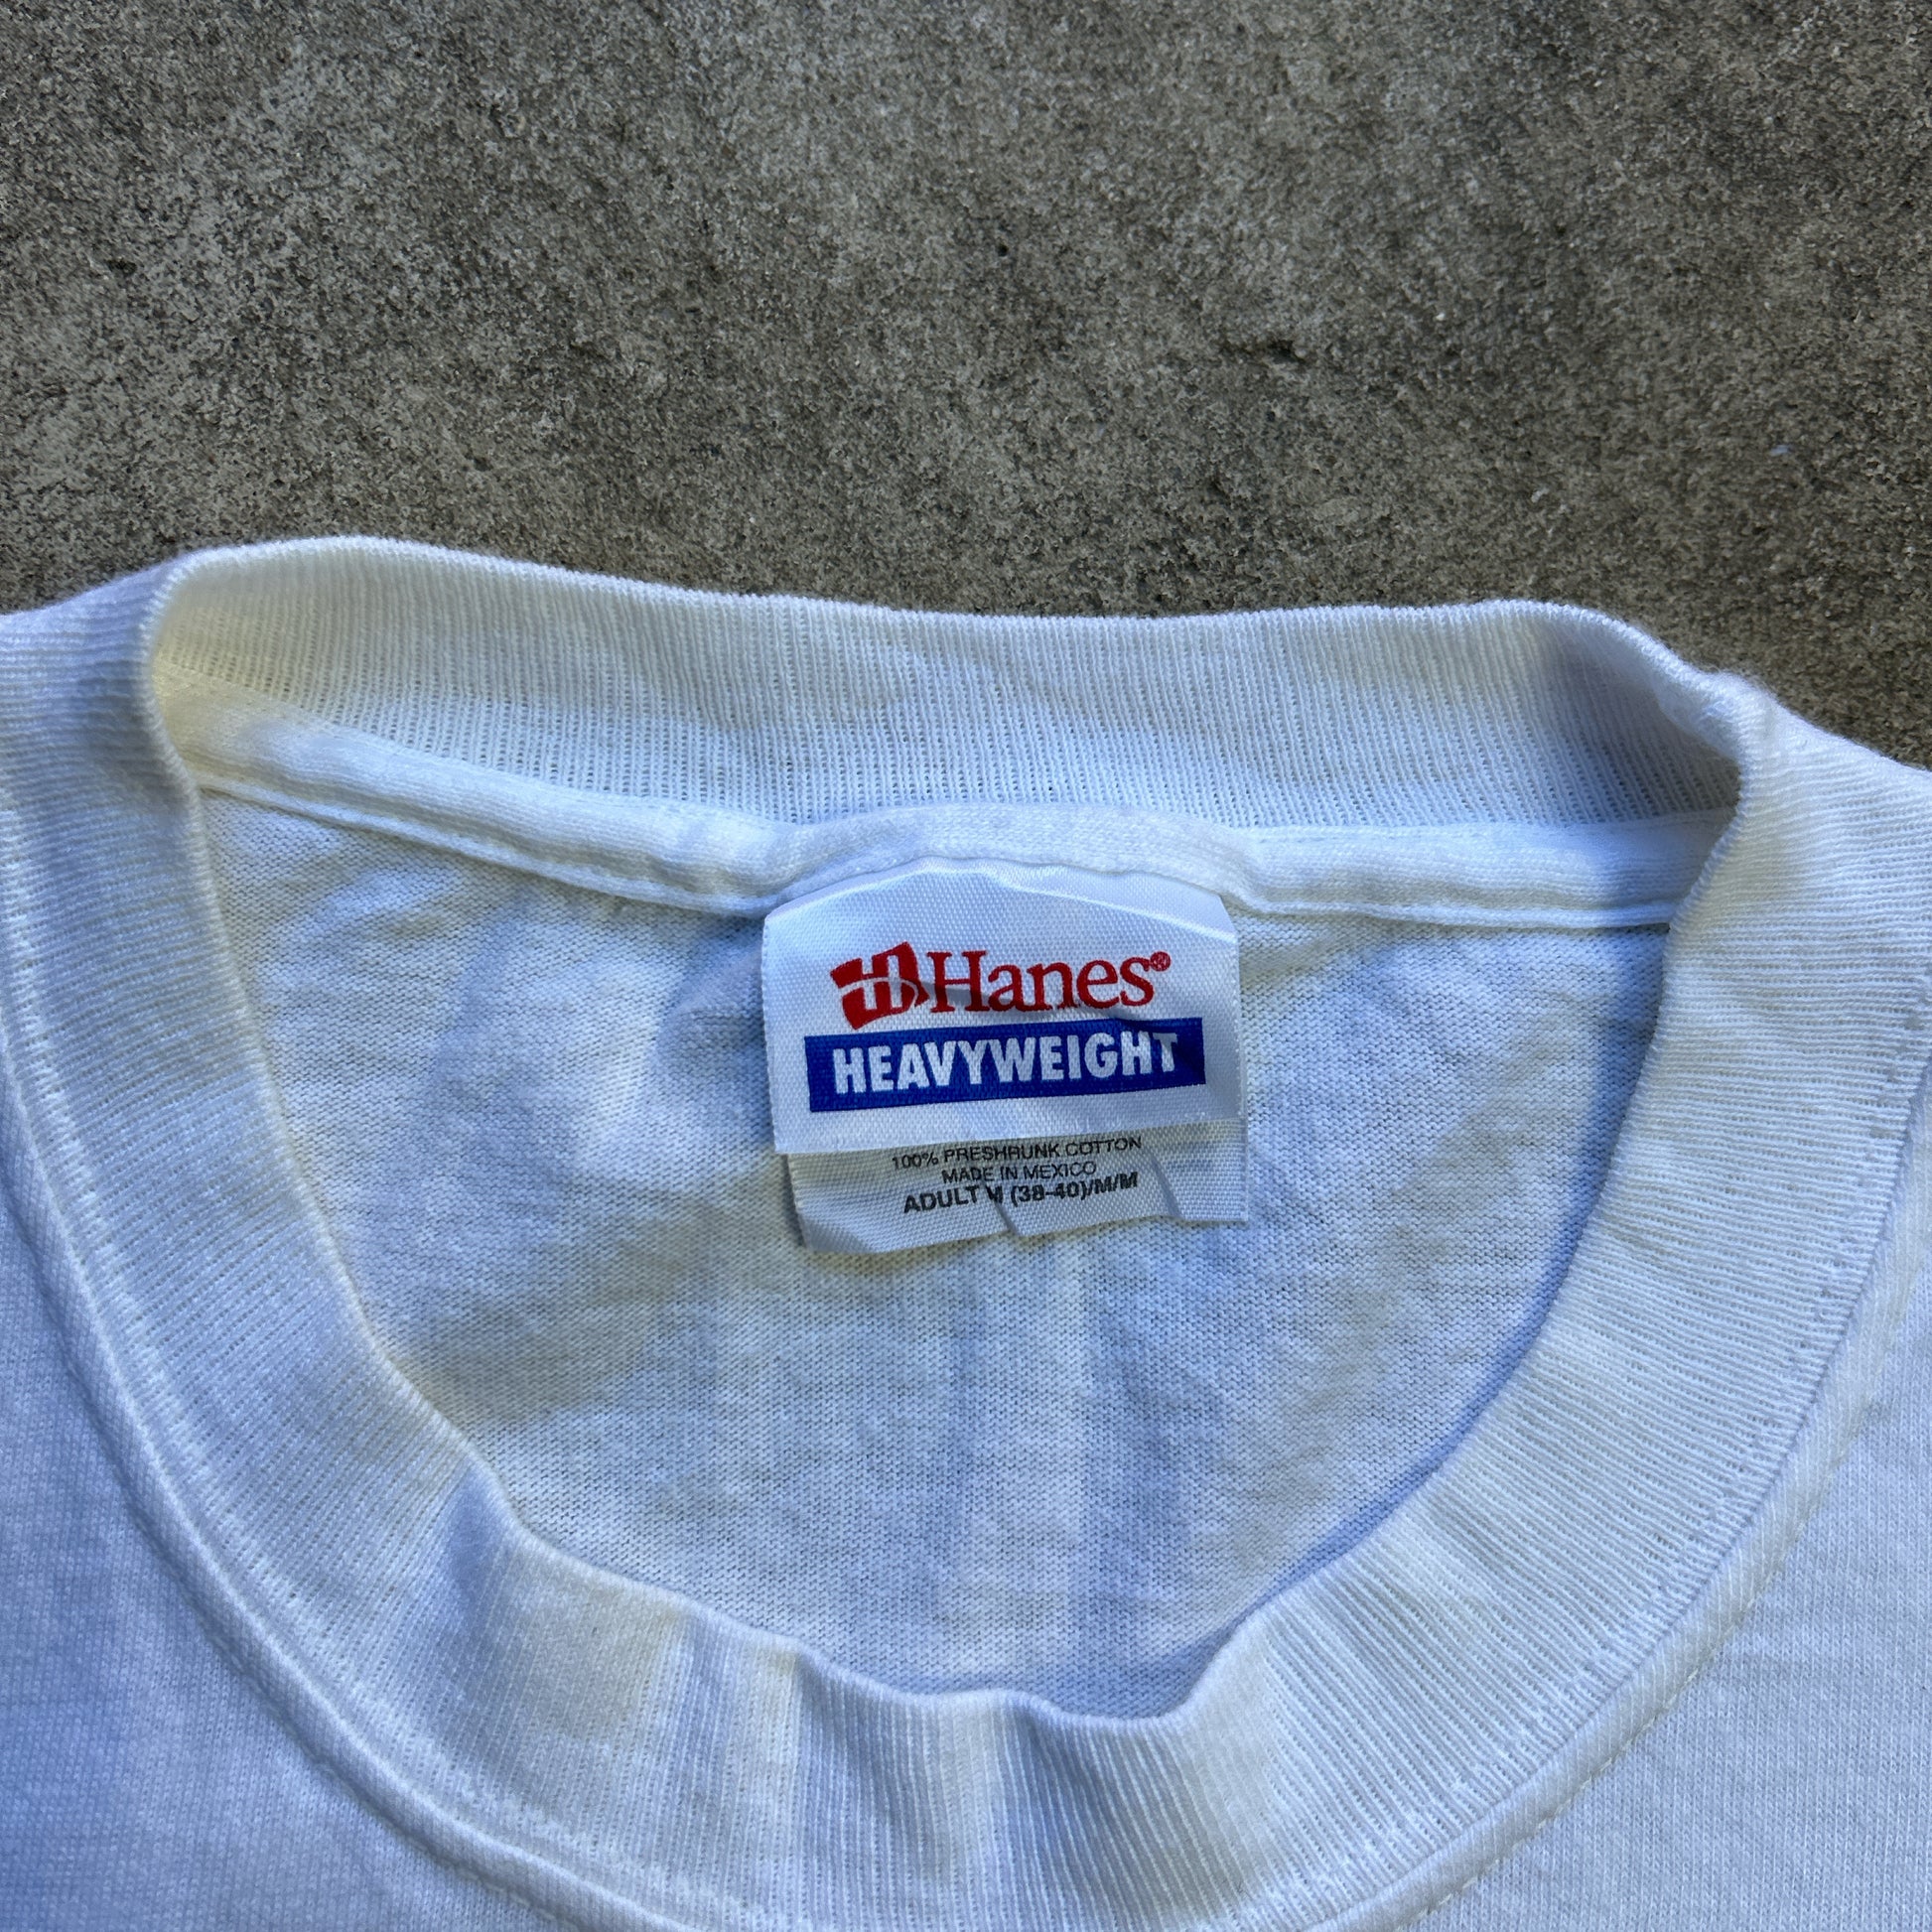 Hanes®
HEAVYWEIGHT
100% PRESHRUNK COTTON
MADE IN MEXICO
ADULT M (38-40)/M/M